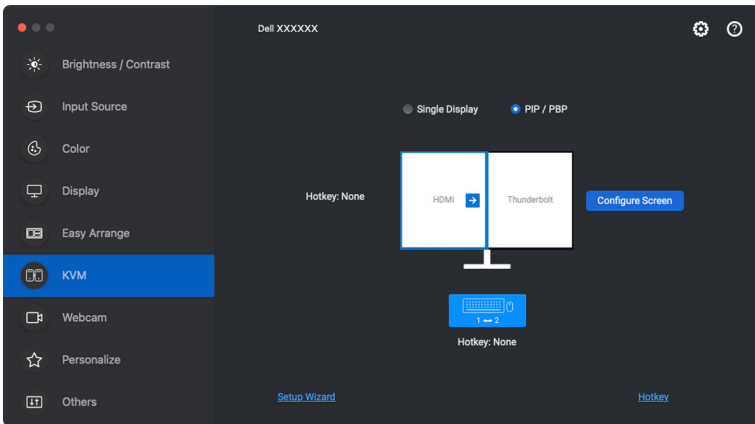 Dell XXXXXX
Brightness / Contrast
Input Source
Color
Display
Easy Arrange
KVM
Webcam
Personalize
Others
Single Display
PIP / PBP
Hotkey: None
HDMI
Thunderbolt
Configure Screen
1 ↔ 2
Hotkey: None
Setup Wizard
Hotkey